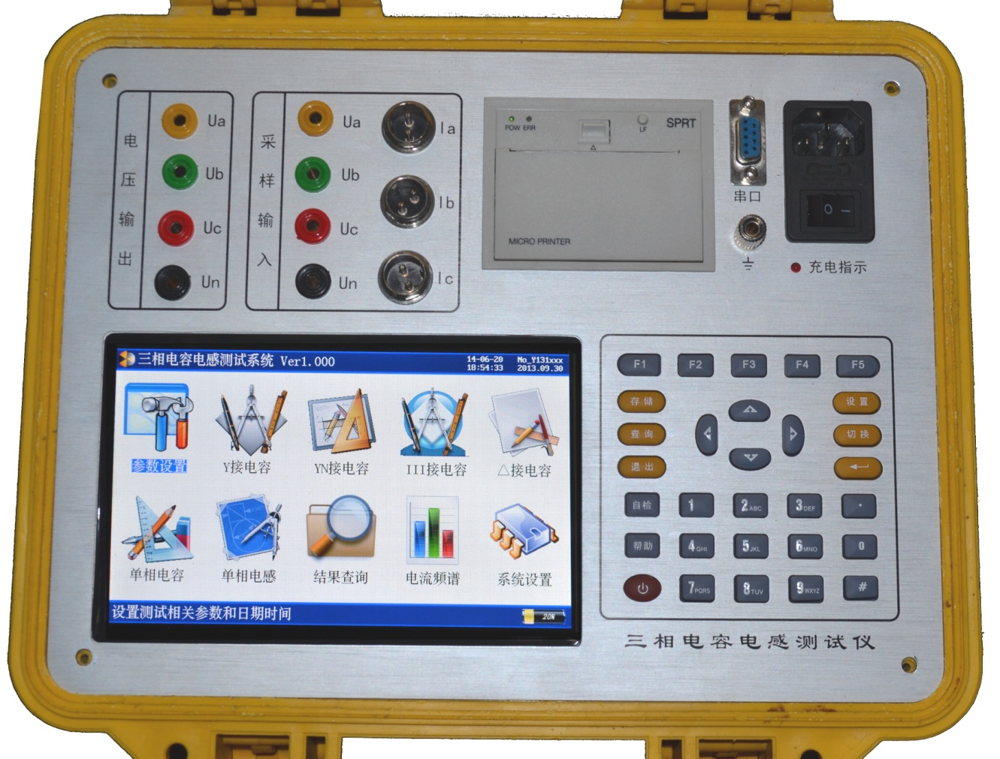 电压输出
Ua
Ub
Uc
Un
采样输入
Ua
Ub
Uc
Un
Ia
Ib
Ic
POW ERR
LF
SPRT
MICRO PRINTER
串口
充电指示
三相电容电感测试系统 Ver1.000
14-06-20 No_Y131xxx
18:54:33 2013.09.30
参数设置 Y接电容 YN接电容 III接电容 △接电容
单相电容 单相电感 结果查询 电流频谱 系统设置
设置测试相关参数和日期时间
20%
F1 F2 F3 F4 F5
存储 设置
查询 切换
退出
自检 1 2ABC 3DEF .
帮助 4GHI 5JKL 6MNO 0
7PQRS 8TUV 9WXYZ #
三相电容电感测试仪